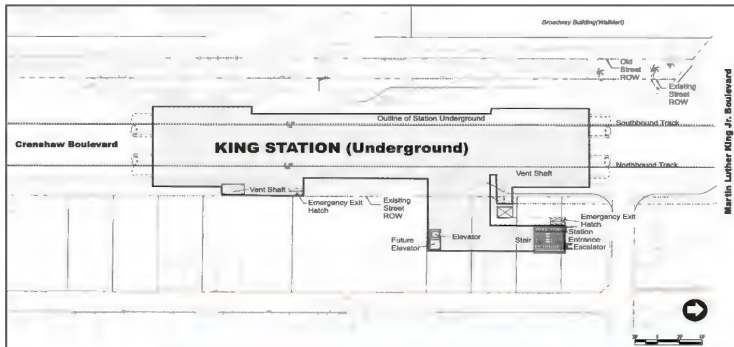 Broadway Building(WalMart)
Old
Street
ROW
Existing
Street
ROW
Martin Luther King Jr. Boulevard
Outline of Station Underground
Southbound Track
Crenshaw Boulevard
KING STATION (Underground)
Vent Shaft
Northbound Track
Vent Shaft
Emergency Exit
Hatch
Existing
Street
ROW
Emergency Exit
Hatch
Future
Elevator
Elevator
Stair
Station
Entrance
Escalator